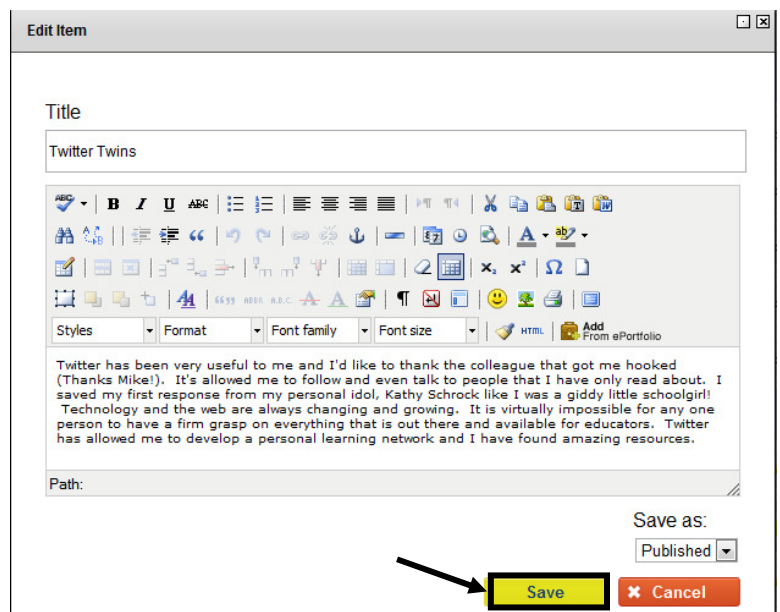 Edit Item
Title
Twitter Twins
ABC B I U ABC
Styles Format Font family Font size HTML Add
From ePortfolio
Twitter has been very useful to me and I'd like to thank the colleague that got me hooked
(Thanks Mike!).  It's allowed me to follow and even talk to people that I have only read about.  I
saved my first response from my personal idol, Kathy Schrock like I was a giddy little schoolgirl!
Technology and the web are always changing and growing.  It is virtually impossible for any one
person to have a firm grasp on everything that is out there and available for educators.  Twitter
has allowed me to develop a personal learning network and I have found amazing resources.
Path:
Save as:
Published
Save Cancel